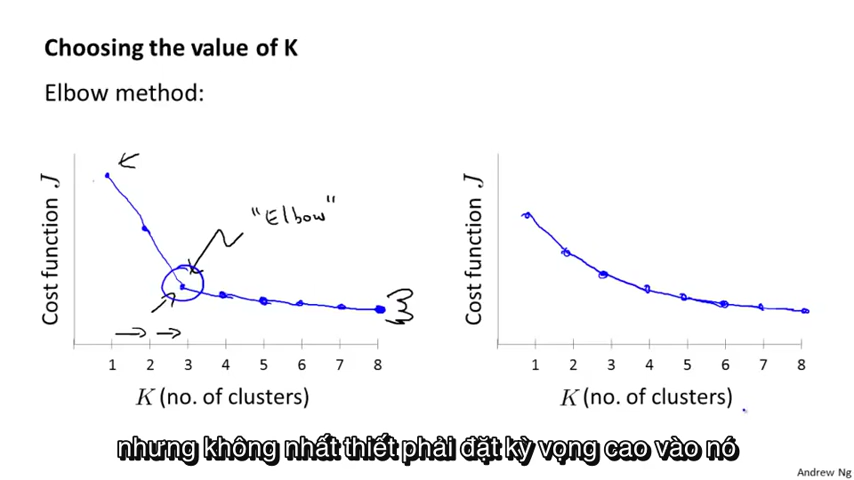 Choosing the value of K
Elbow method:
Cost function J
"Elbow"
1 2 3 4 5 6 7 8
K (no. of clusters)
Cost function J
1 2 3 4 5 6 7 8
K (no. of clusters)
nhưng không nhất thiết phải đặt kỳ vọng cao vào nó
Andrew Ng